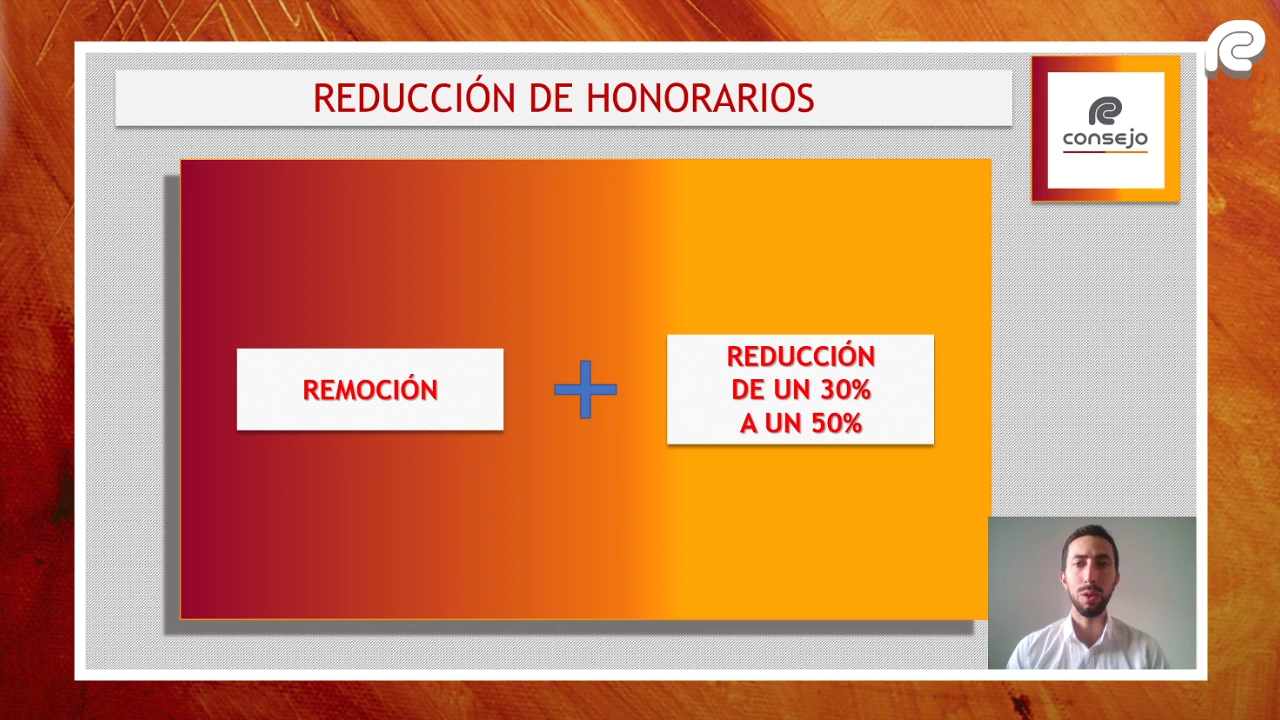 REDUCCIÓN DE HONORARIOS
consejo
REMOCIÓN
REDUCCIÓN
DE UN 30%
A UN 50%